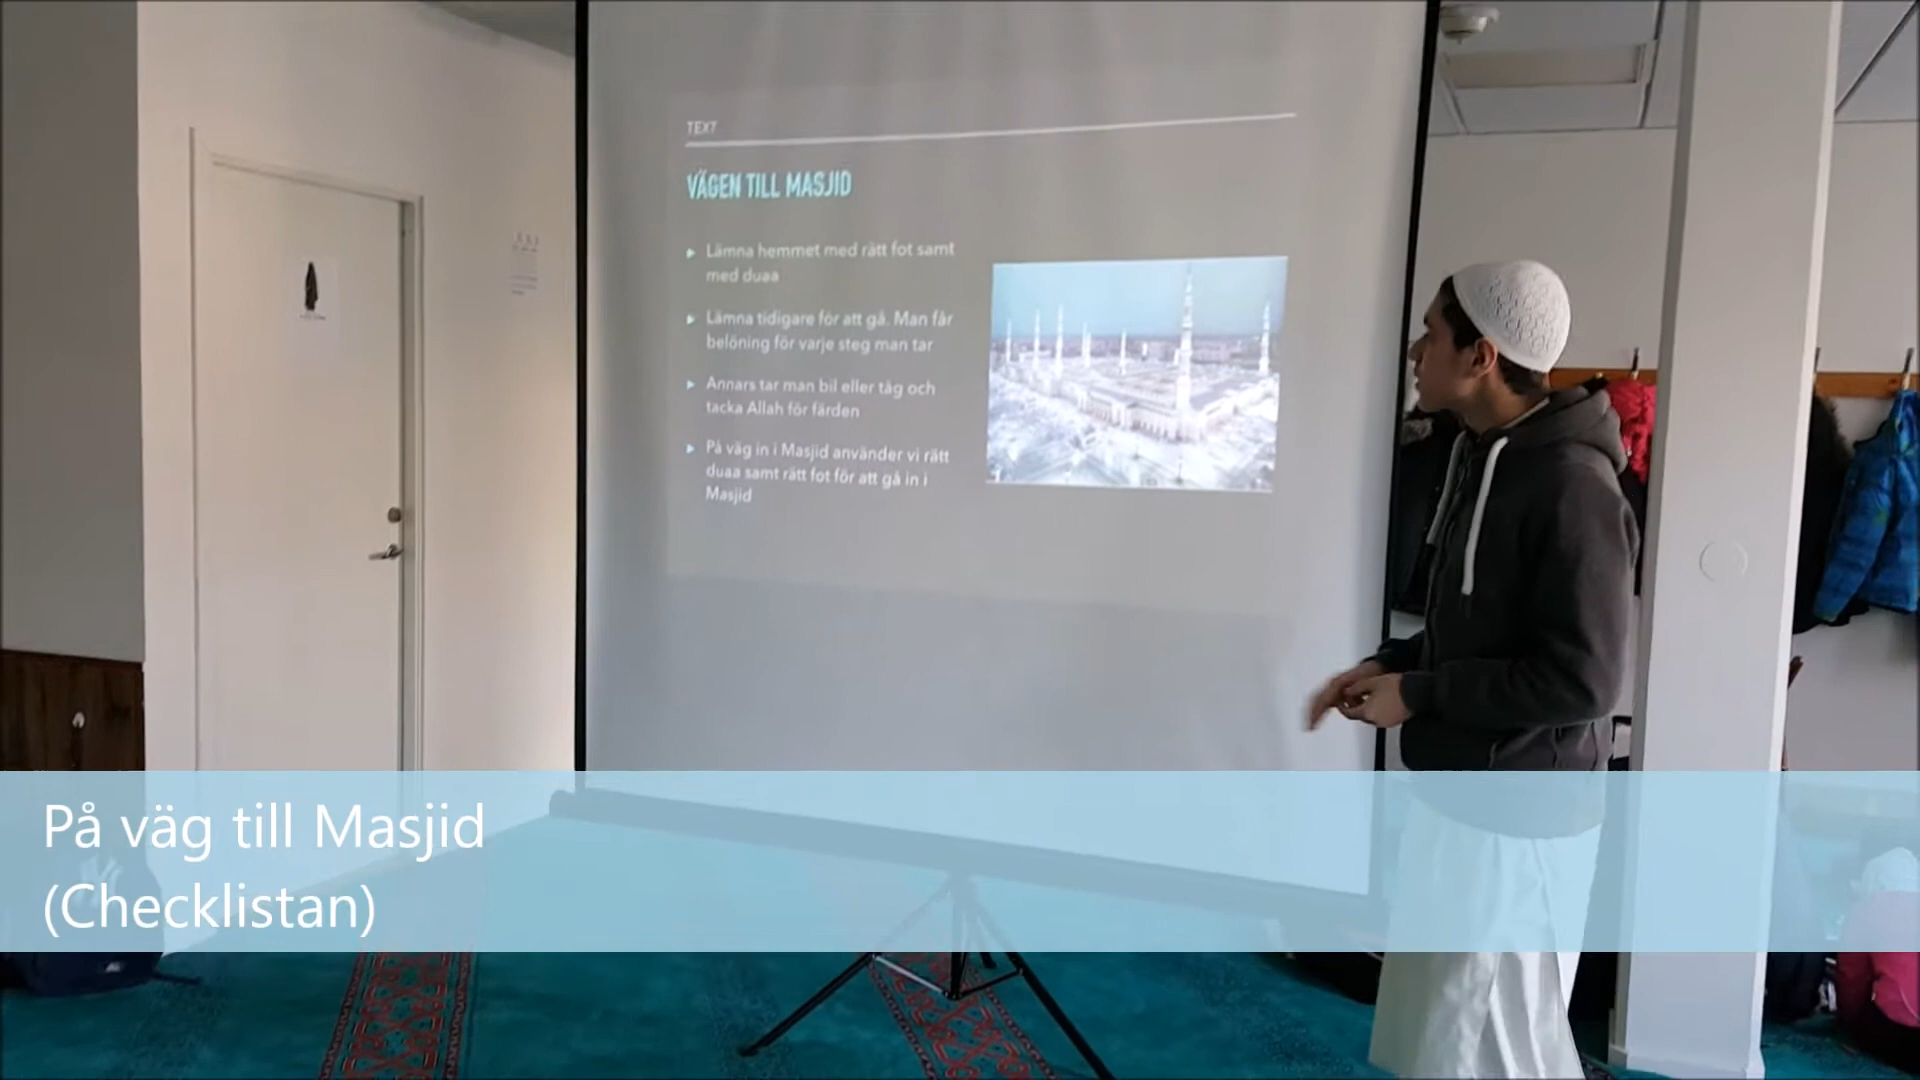 TEXT
VÄGEN TILL MASJID
Lämna hemmet med rätt fot samt
med duaa
Lämna tidigare för att gå. Man får
belöning för varje steg man tar
Annars tar man bil eller tåg och
tacka Allah för färden
På väg in i Masjid använder vi rätt
duaa samt rätt fot för att gå in i
Masjid
På väg till Masjid
(Checklistan)